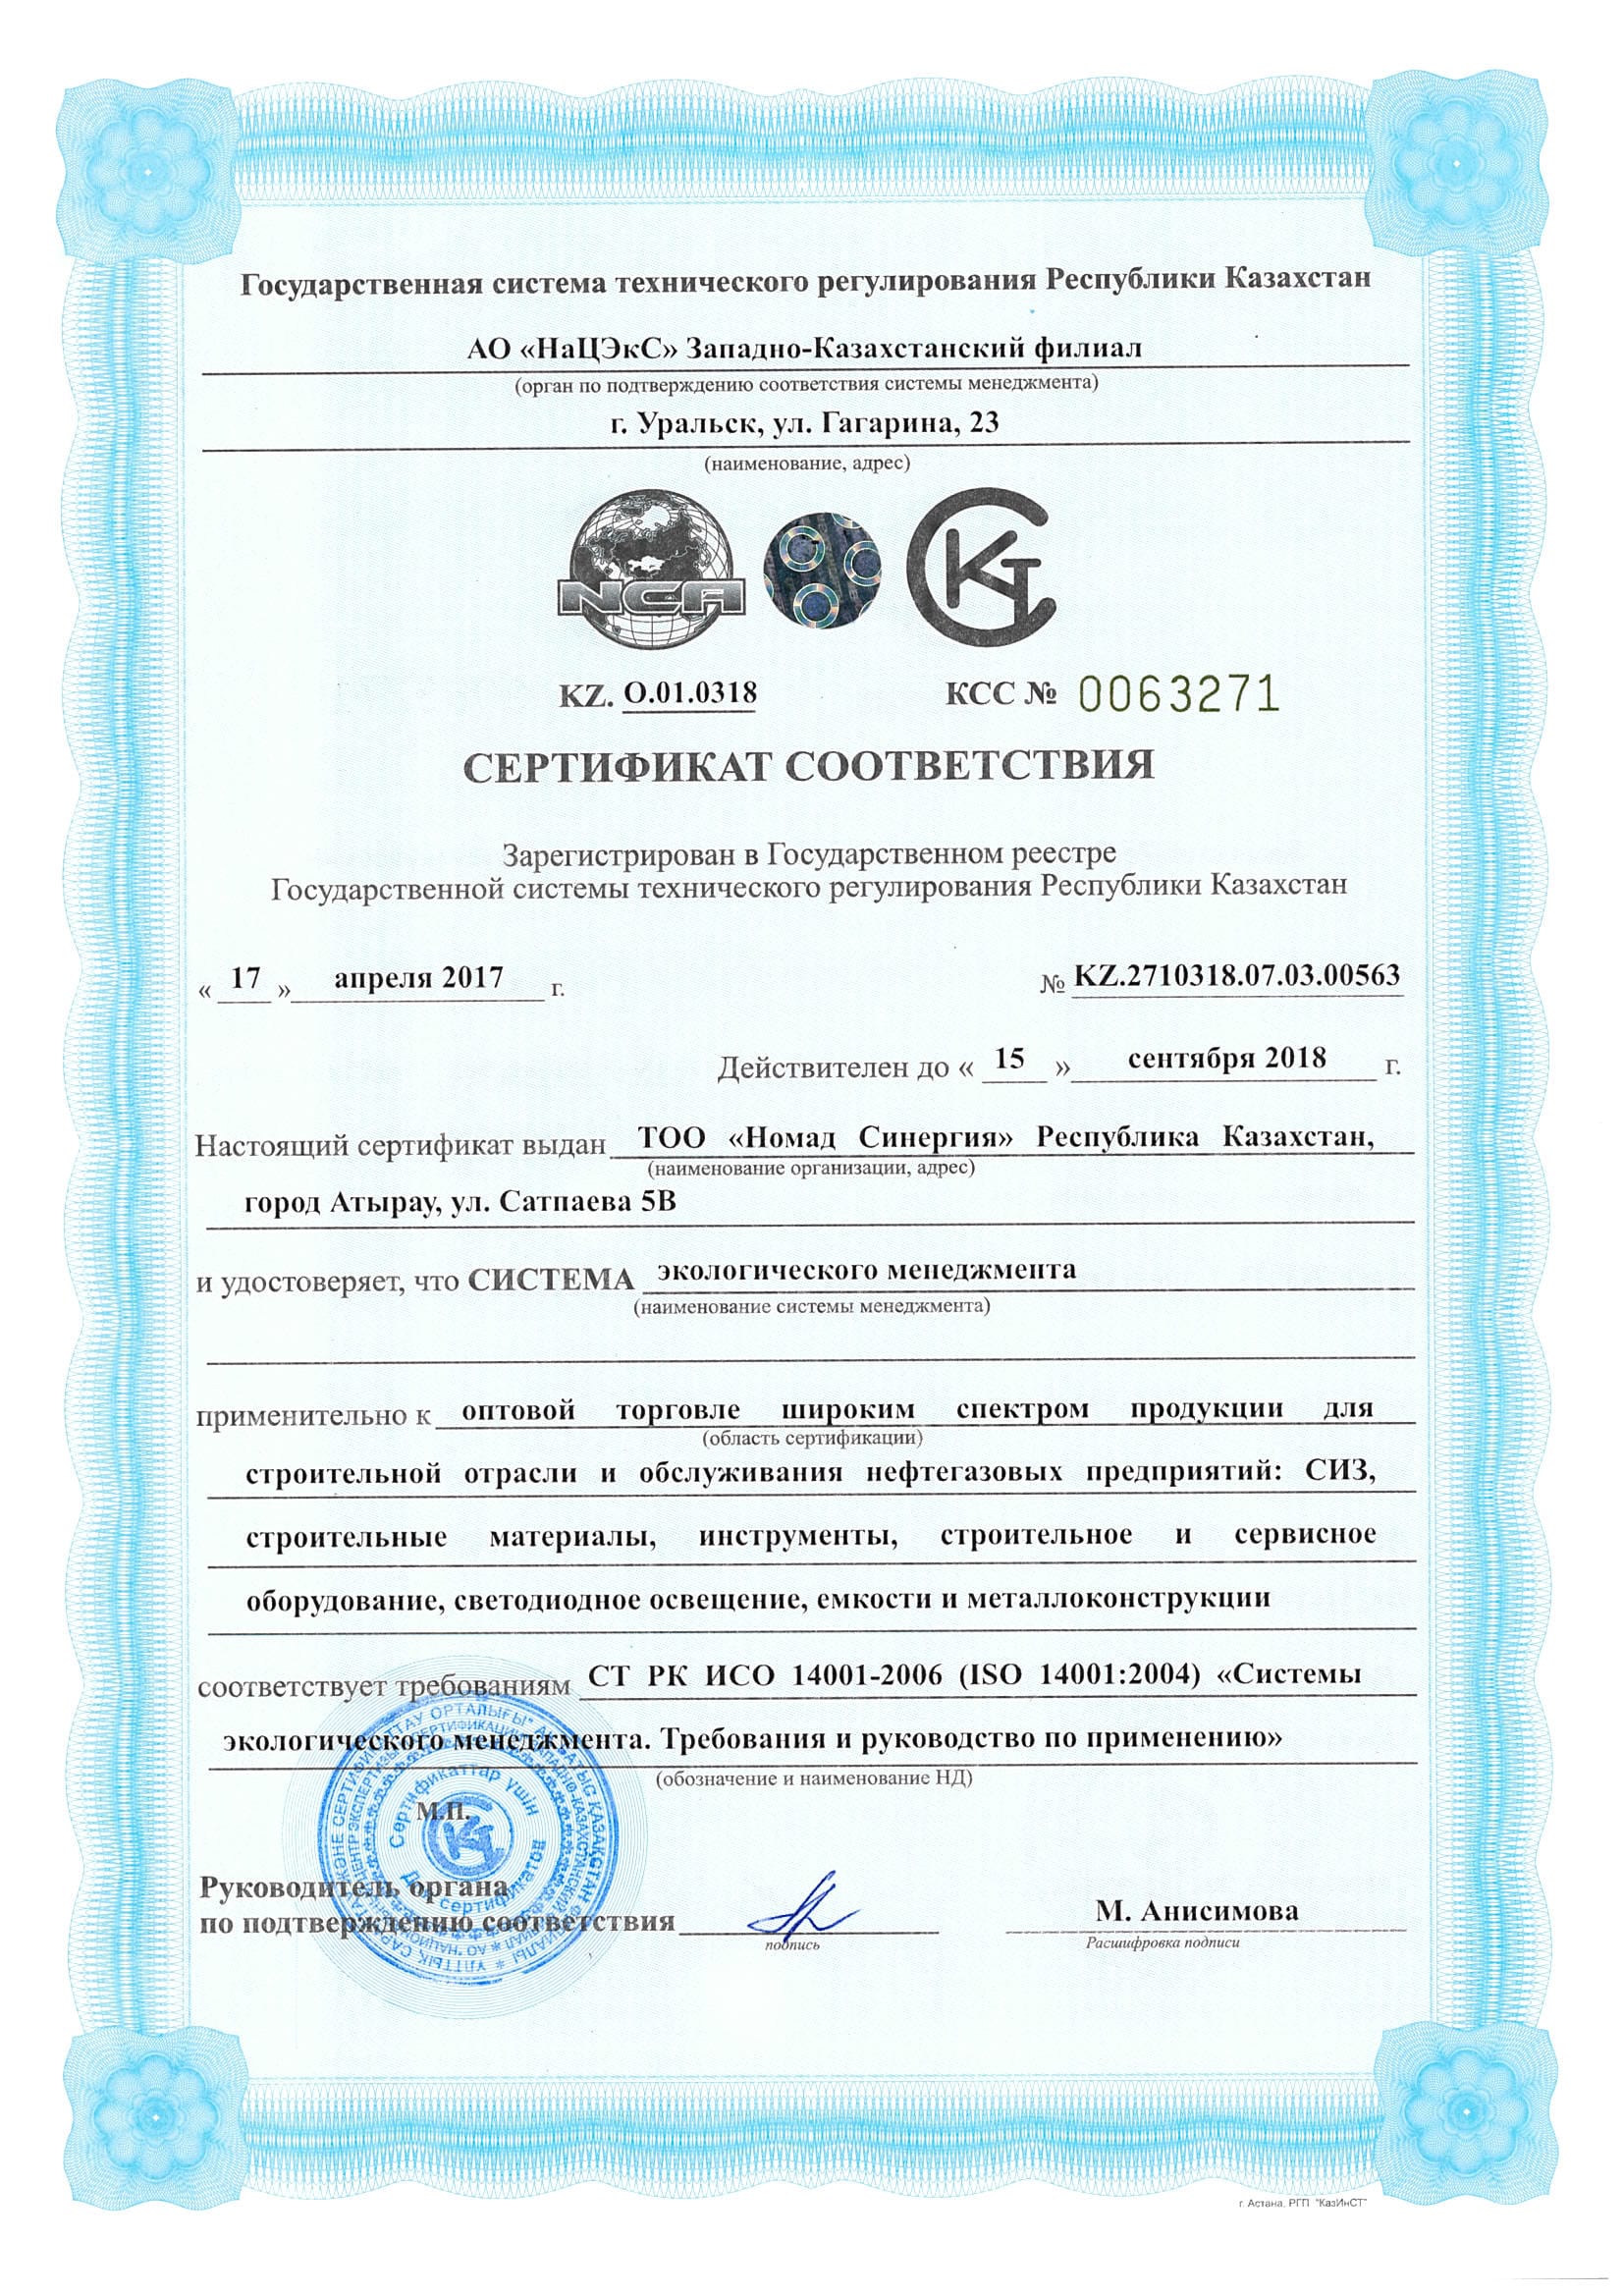 Государственная система технического регулирования Республики Казахстан
АО «НаЦЭкС» Западно-Казахстанский филиал
(орган по подтверждению соответствия системы менеджмента)
г. Уральск, ул. Гагарина, 23
(наименование, адрес)
NCA
КТ
KZ. О.01.0318
КСС № 0063271
СЕРТИФИКАТ СООТВЕТСТВИЯ
Зарегистрирован в Государственном реестре
Государственной системы технического регулирования Республики Казахстан
« 17 » апреля 2017 г.
№ KZ.2710318.07.03.00563
Действителен до « 15 » сентября 2018 г.
Настоящий сертификат выдан ТОО «Номад Синергия» Республика Казахстан,
(наименование организации, адрес)
город Атырау, ул. Сатпаева 5В
и удостоверяет, что СИСТЕМА экологического менеджмента
(наименование системы менеджмента)
применительно к оптовой торговле широким спектром продукции для
(область сертификации)
строительной отрасли и обслуживания нефтегазовых предприятий: СИЗ,
строительные материалы, инструменты, строительное и сервисное
оборудование, светодиодное освещение, емкости и металлоконструкции
соответствует требованиям СТ РК ИСО 14001-2006 (ISO 14001:2004) «Системы
экологического менеджмента. Требования и руководство по применению»
(обозначение и наименование НД)
М.П.
Сертификаттар үшін
Для сертификатов
Руководитель органа
по подтверждению соответствия
подпись
М. Анисимова
Расшифровка подписи
г. Астана, РГП "КазИнСТ"